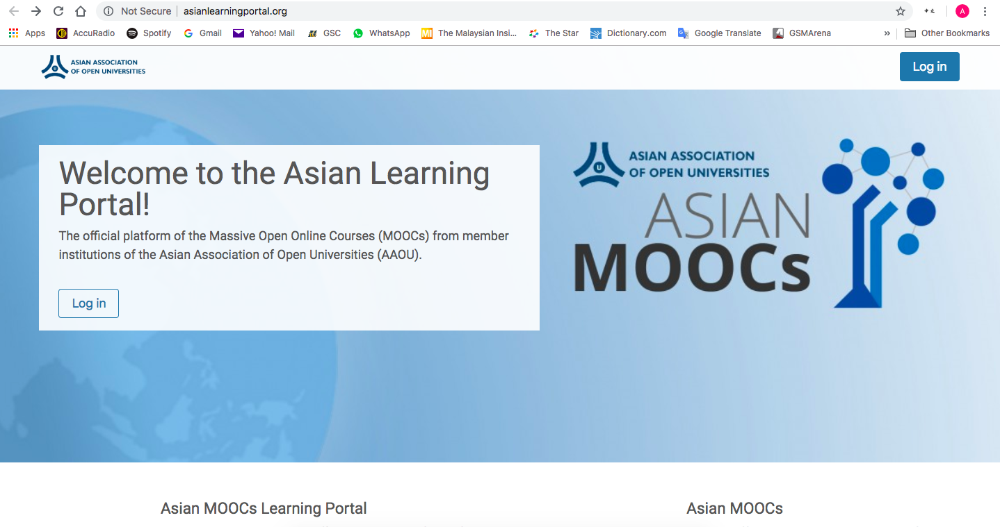 Not Secure asianlearningportal.org A
Apps AccuRadio Spotify Gmail Yahoo! Mail GSC WhatsApp The Malaysian Insi... The Star Dictionary.com Google Translate GSMArena » Other Bookmarks
ASIAN ASSOCIATION
OF OPEN UNIVERSITIES
Log in
Welcome to the Asian Learning
Portal!
The official platform of the Massive Open Online Courses (MOOCs) from member
institutions of the Asian Association of Open Universities (AAOU).
Log in
U
ASIAN ASSOCIATION
OF OPEN UNIVERSITIES
ASIAN
MOOCs
Asian MOOCs Learning Portal
Asian MOOCs